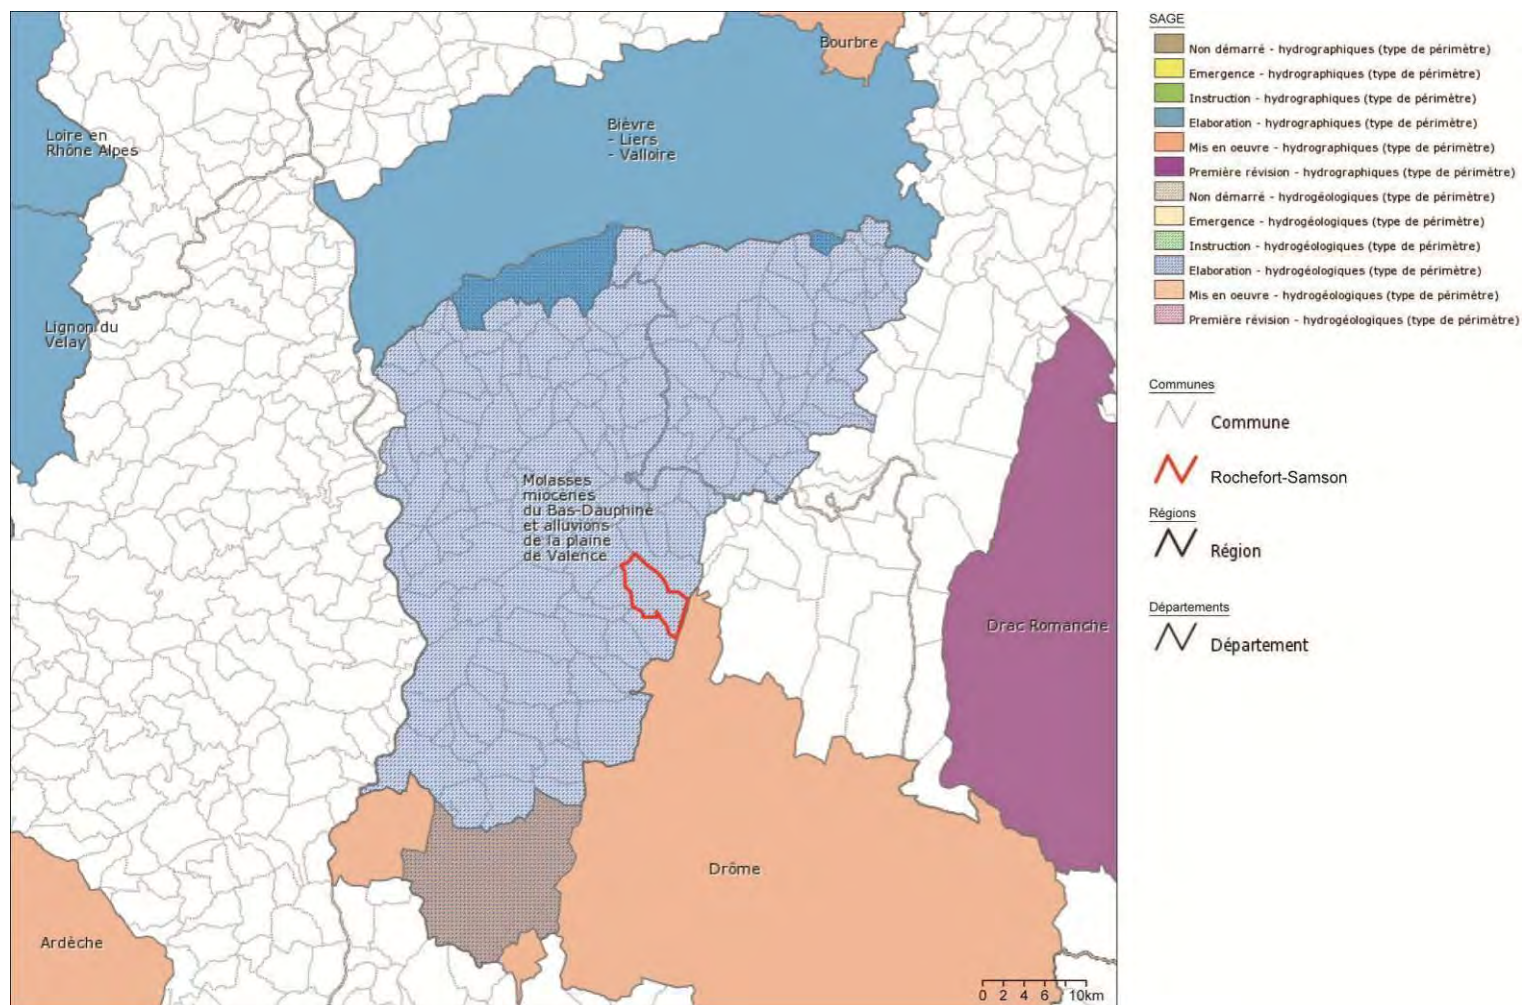 Bourbre
Loire en
Rhône Alpes
Bièvre
- Liers
- Valloire
Lignon du
Velay
Molasses
miocènes
du Bas-Dauphiné
et alluvions
de la plaine
de Valence
Drac Romanche
Drôme
Ardèche
0 2 4 6 10km
SAGE
Non démarré - hydrographiques (type de périmètre)
Emergence - hydrographiques (type de périmètre)
Instruction - hydrographiques (type de périmètre)
Elaboration - hydrographiques (type de périmètre)
Mis en oeuvre - hydrographiques (type de périmètre)
Première révision - hydrographiques (type de périmètre)
Non démarré - hydrogéologiques (type de périmètre)
Emergence - hydrogéologiques (type de périmètre)
Instruction - hydrogéologiques (type de périmètre)
Elaboration - hydrogéologiques (type de périmètre)
Mis en oeuvre - hydrogéologiques (type de périmètre)
Première révision - hydrogéologiques (type de périmètre)
Communes
Commune
Rochefort-Samson
Régions
Région
Départements
Département